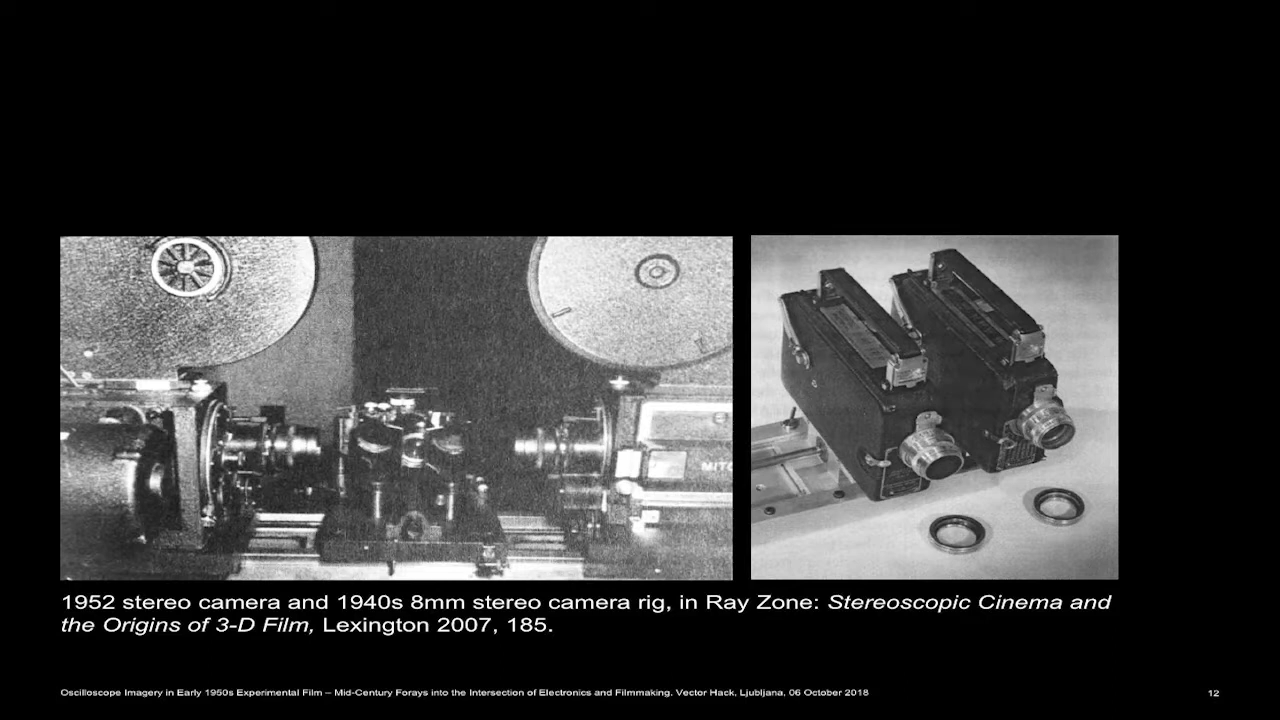 1952 stereo camera and 1940s 8mm stereo camera rig, in Ray Zone: Stereoscopic Cinema and
the Origins of 3-D Film, Lexington 2007, 185.
Oscilloscope Imagery in Early 1950s Experimental Film – Mid-Century Forays into the Intersection of Electronics and Filmmaking. Vector Hack, Ljubljana, 06 October 2018
12